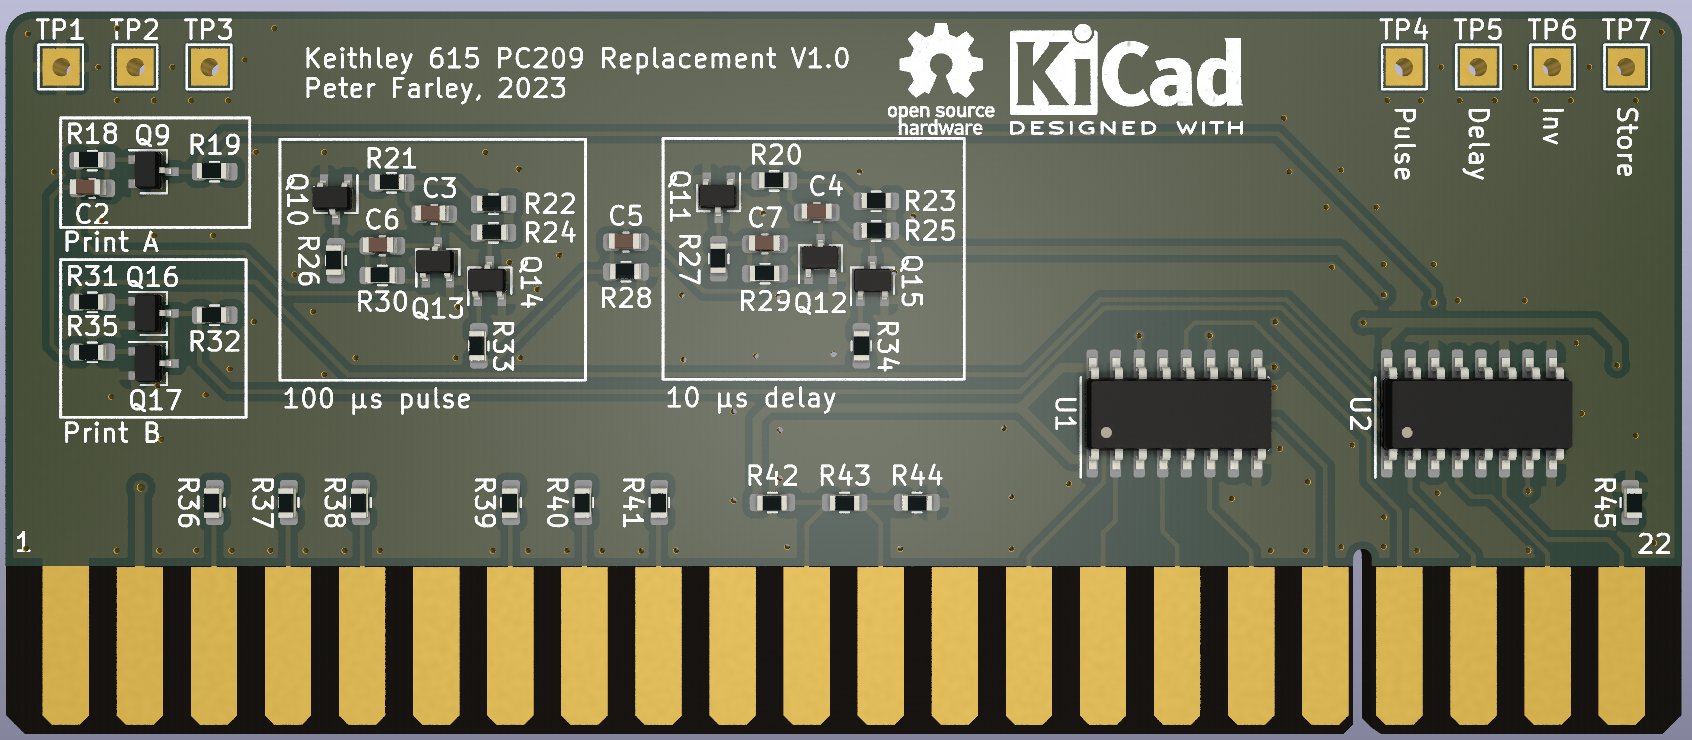 TP1 TP2 TP3
Keithley 615 PC209 Replacement V1.0
Peter Farley, 2023
open source
hardware
KiCad
DESIGNED WITH
TP4 TP5 TP6 TP7
Pulse
Delay
Inv
Store
R18 Q9 R19
C2
Print A
R31 Q16
R35 R32
Q17
Print B
Q10 R21 C3 R22
C6 R24
R26 R30 Q13 Q14
R33
100 µs pulse
C5
R28
Q11 R20 C4 R23
C7 R25
R27 R29 Q12 Q15
R34
10 µs delay
U1
U2
R36 R37 R38 R39 R40 R41
R42 R43 R44
R45
1
22